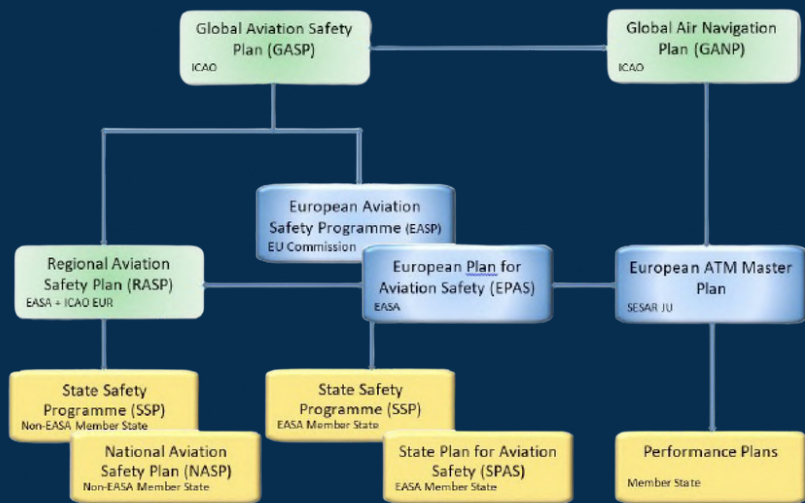 Global Aviation Safety
Plan (GASP)
ICAO
Global Air Navigation
Plan (GANP)
ICAO
European Aviation
Safety Programme (EASP)
EU Commission
Regional Aviation
Safety Plan (RASP)
EASA + ICAO EUR
European Plan for
Aviation Safety (EPAS)
EASA
European ATM Master
Plan
SESAR JU
State Safety
Programme (SSP)
Non-EASA Member State
National Aviation
Safety Plan (NASP)
Non-EASA Member State
State Safety
Programme (SSP)
EASA Member State
State Plan for Aviation
Safety (SPAS)
EASA Member State
Performance Plans
Member State